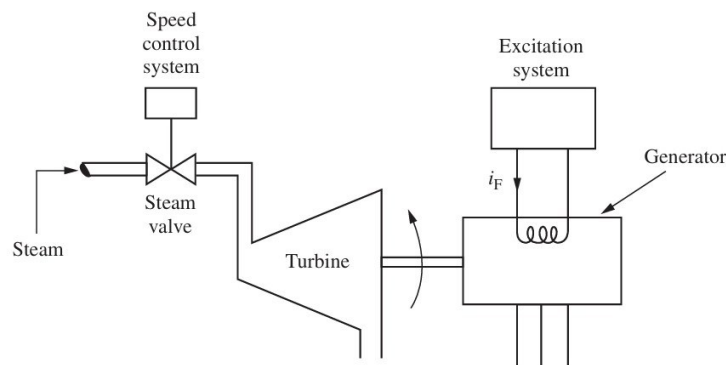 Speed
control
system
Excitation
system
Generator
iF
Steam
valve
Steam
Turbine